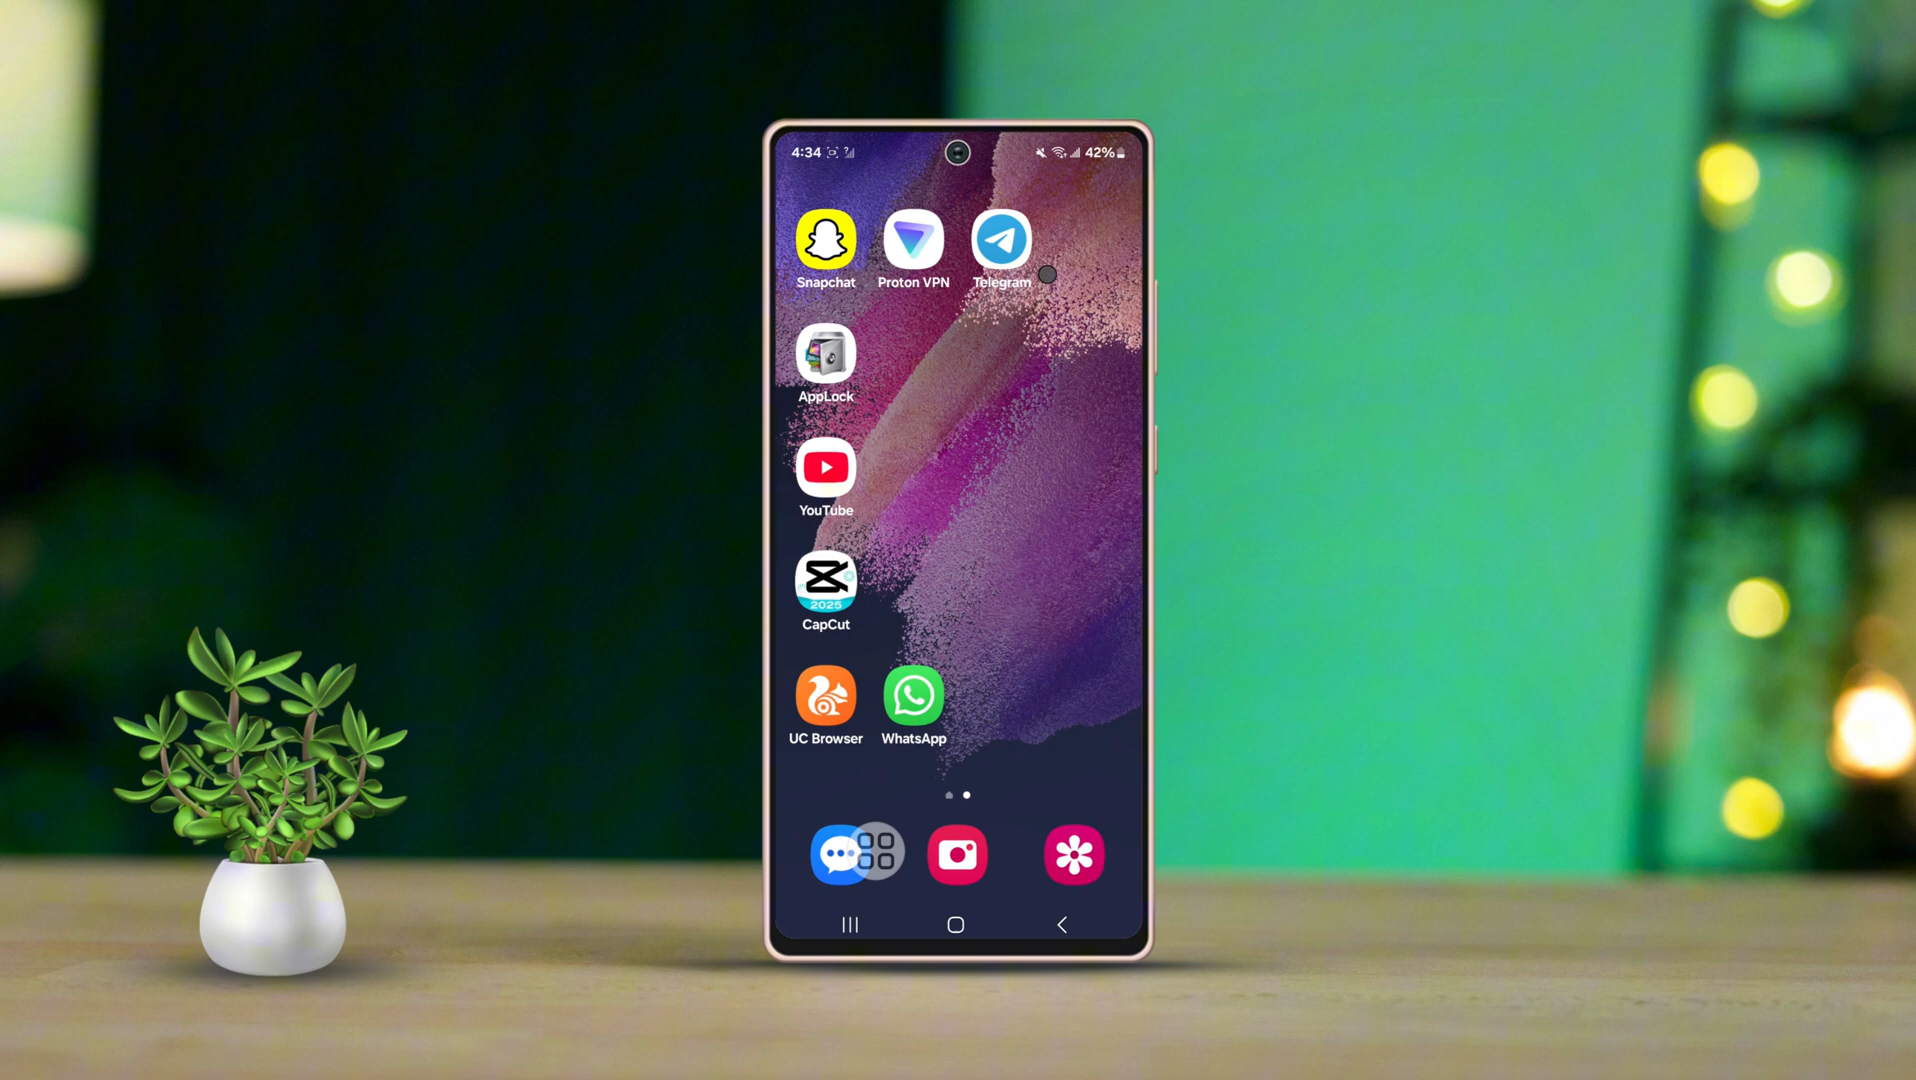 4:34
42%
Snapchat
Proton VPN
Telegram
AppLock
YouTube
2025
CapCut
UC Browser
WhatsApp